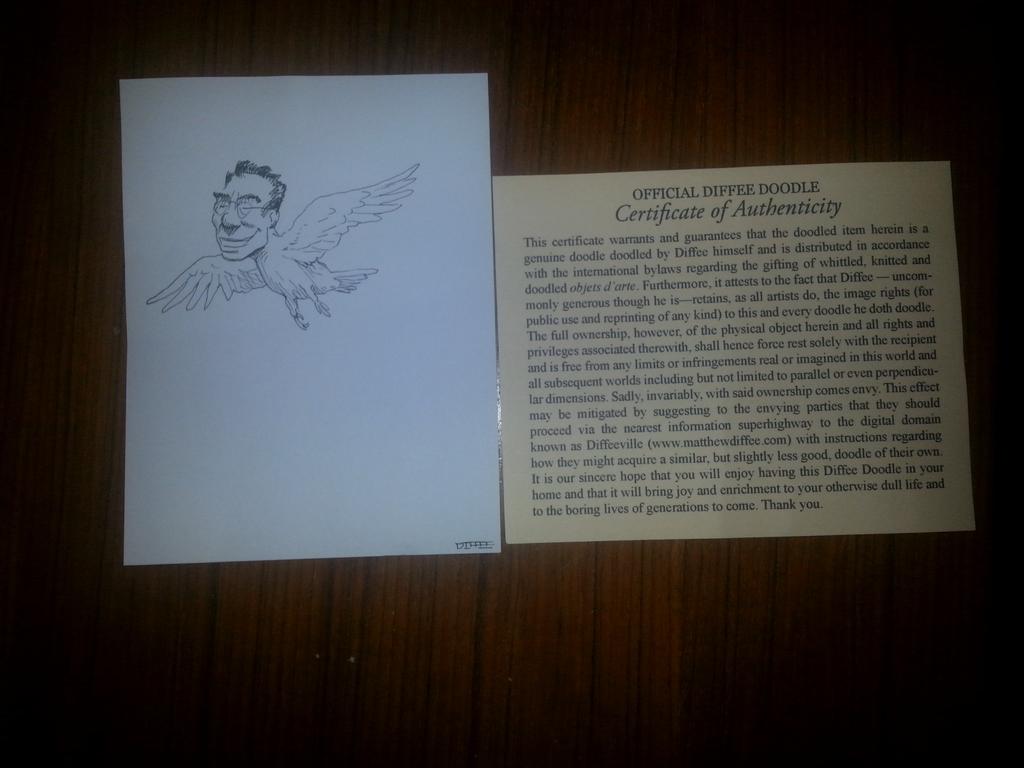 OFFICIAL DIFFEE DOODLE
Certificate of Authenticity
This certificate warrants and guarantees that the doodled item herein is a
genuine doodle doodled by Diffee himself and is distributed in accordance
with the international bylaws regarding the gifting of whittled, knitted and
doodled objets d'arte. Furthermore, it attests to the fact that Diffee — uncom-
monly generous though he is—retains, as all artists do, the image rights (for
public use and reprinting of any kind) to this and every doodle he doth doodle.
The full ownership, however, of the physical object herein and all rights and
privileges associated therewith, shall hence force rest solely with the recipient
and is free from any limits or infringements real or imagined in this world and
all subsequent worlds including but not limited to parallel or even perpendicu-
lar dimensions. Sadly, invariably, with said ownership comes envy. This effect
may be mitigated by suggesting to the envying parties that they should
proceed via the nearest information superhighway to the digital domain
known as Diffeeville (www.matthewdiffee.com) with instructions regarding
how they might acquire a similar, but slightly less good, doodle of their own.
It is our sincere hope that you will enjoy having this Diffee Doodle in your
home and that it will bring joy and enrichment to your otherwise dull life and
to the boring lives of generations to come. Thank you.
DIFFEE